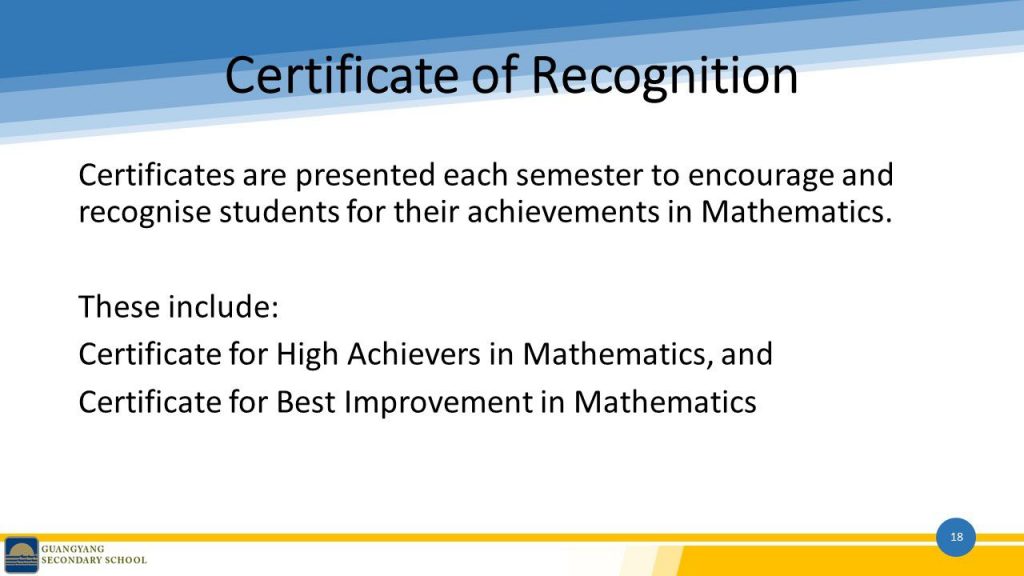 Certificate of Recognition
Certificates are presented each semester to encourage and
recognise students for their achievements in Mathematics.
These include:
Certificate for High Achievers in Mathematics, and
Certificate for Best Improvement in Mathematics
18
GUANGYANG
SECONDARY SCHOOL